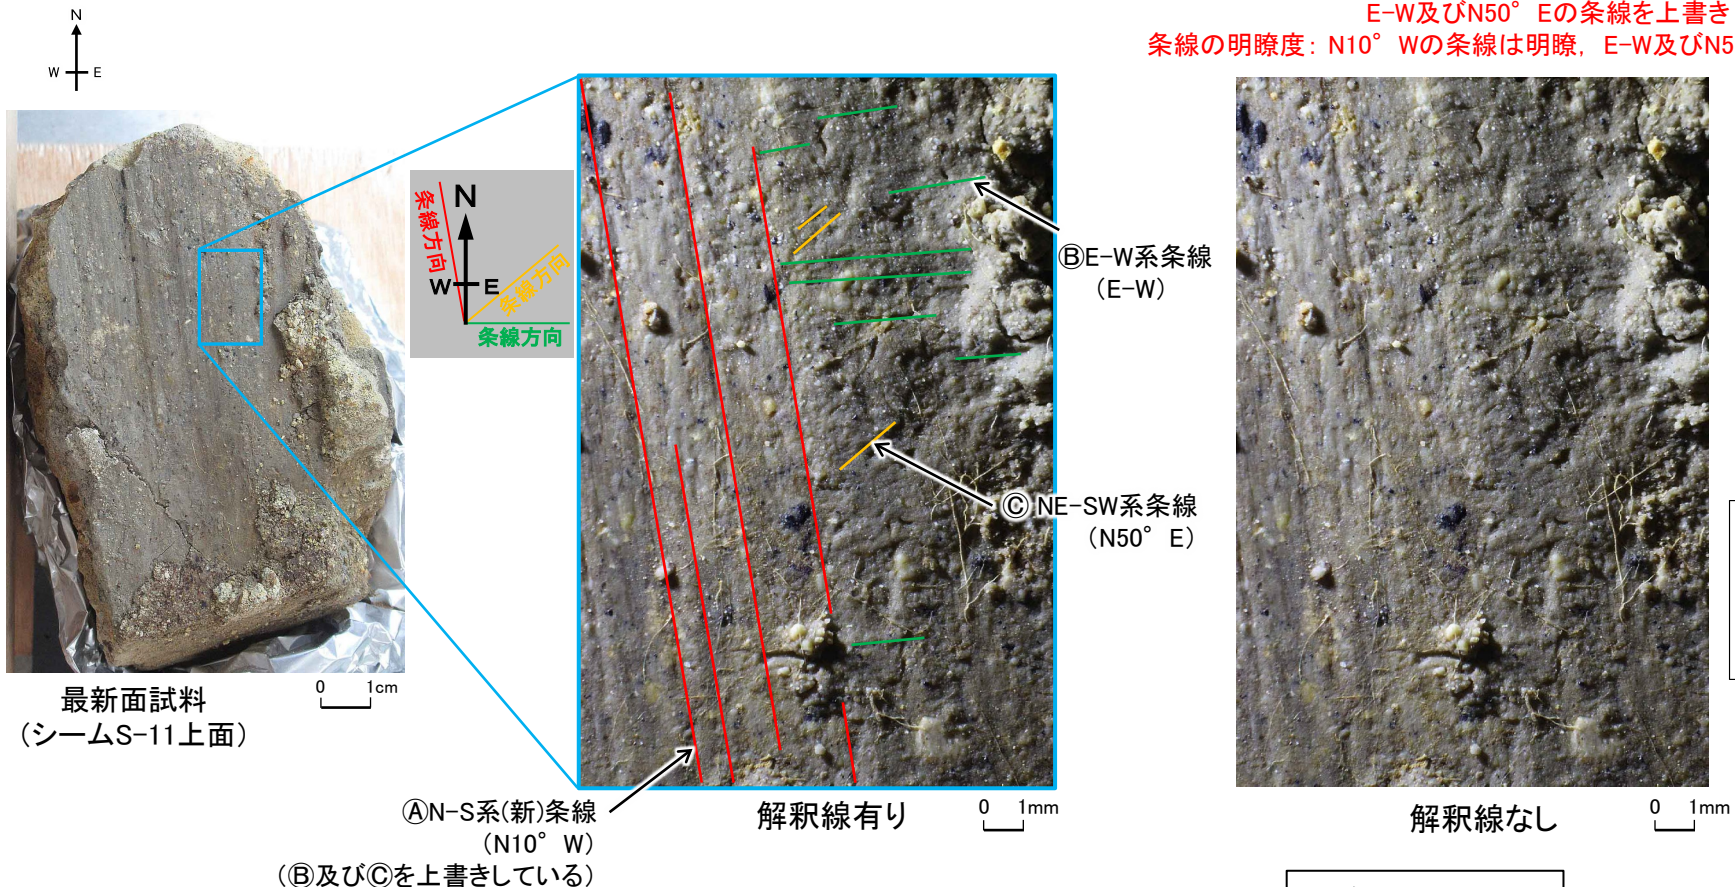 E-W及びN50°Eの条線を上書き
条線の明瞭度：N10°Wの条線は明瞭，E-W及びN5
N
W E
N
W E
条線方向
条線方向
条線方向
ⒷE-W系条線
（E-W）
Ⓒ NE-SW系条線
（N50°E）
最新面試料
（シームS-11上面）
0 1cm
ⒶN-S系(新)条線
（N10°W）
（Ⓑ及びⒸを上書きしている）
解釈線有り
0 1mm
解釈線なし
0 1mm